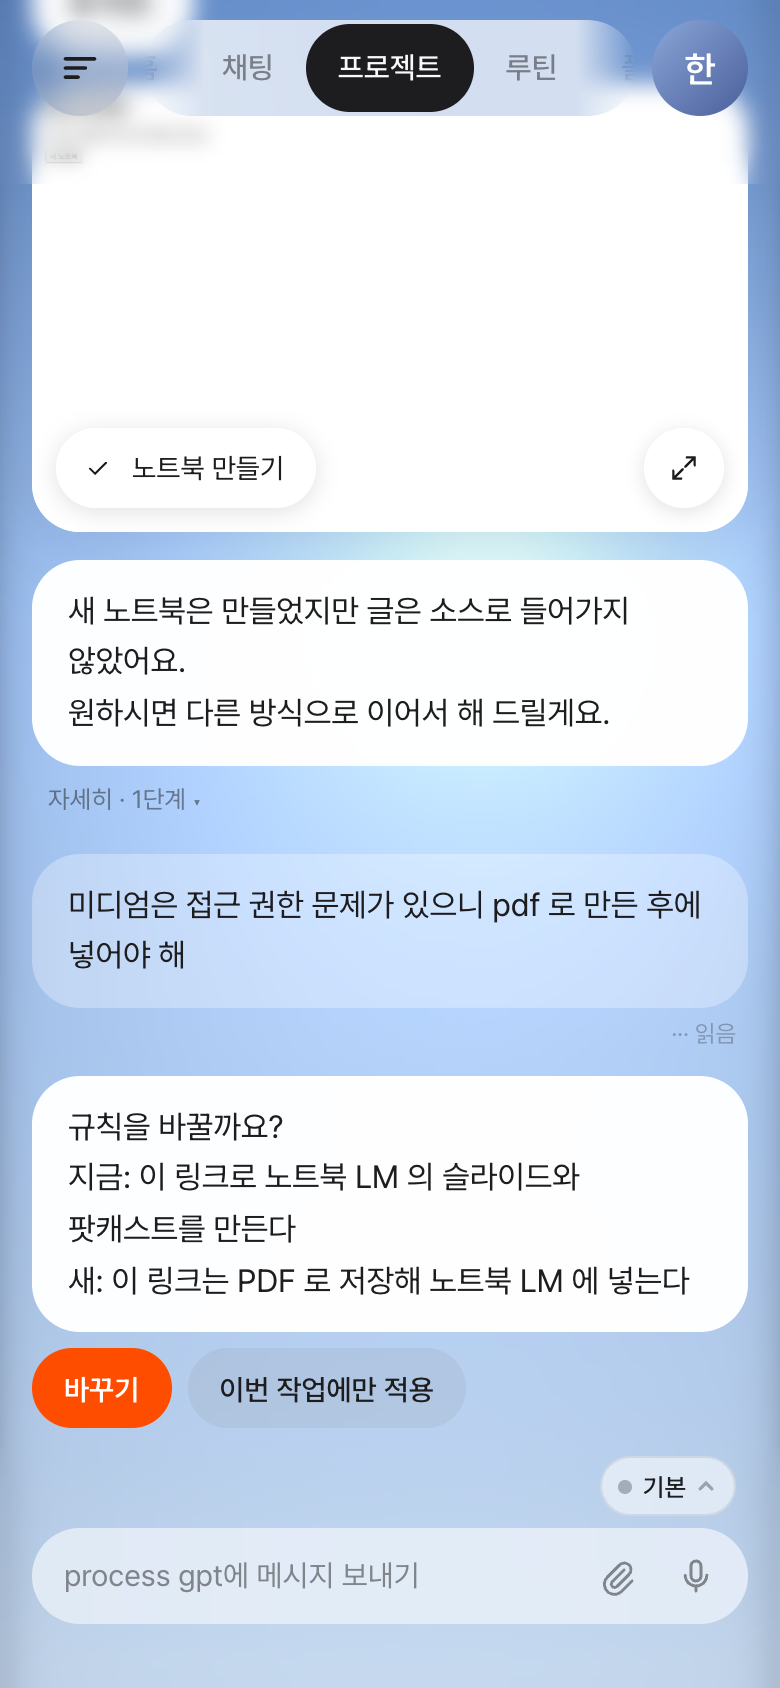 채팅
프로젝트
루틴
한
노트북 만들기
새 노트북은 만들었지만 글은 소스로 들어가지
않았어요.
원하시면 다른 방식으로 이어서 해 드릴게요.
자세히 · 1단계
미디엄은 접근 권한 문제가 있으니 pdf 로 만든 후에
넣어야 해
··· 읽음
규칙을 바꿀까요?
지금: 이 링크로 노트북 LM 의 슬라이드와
팟캐스트를 만든다
새: 이 링크는 PDF 로 저장해 노트북 LM 에 넣는다
바꾸기
이번 작업에만 적용
기본
process gpt에 메시지 보내기